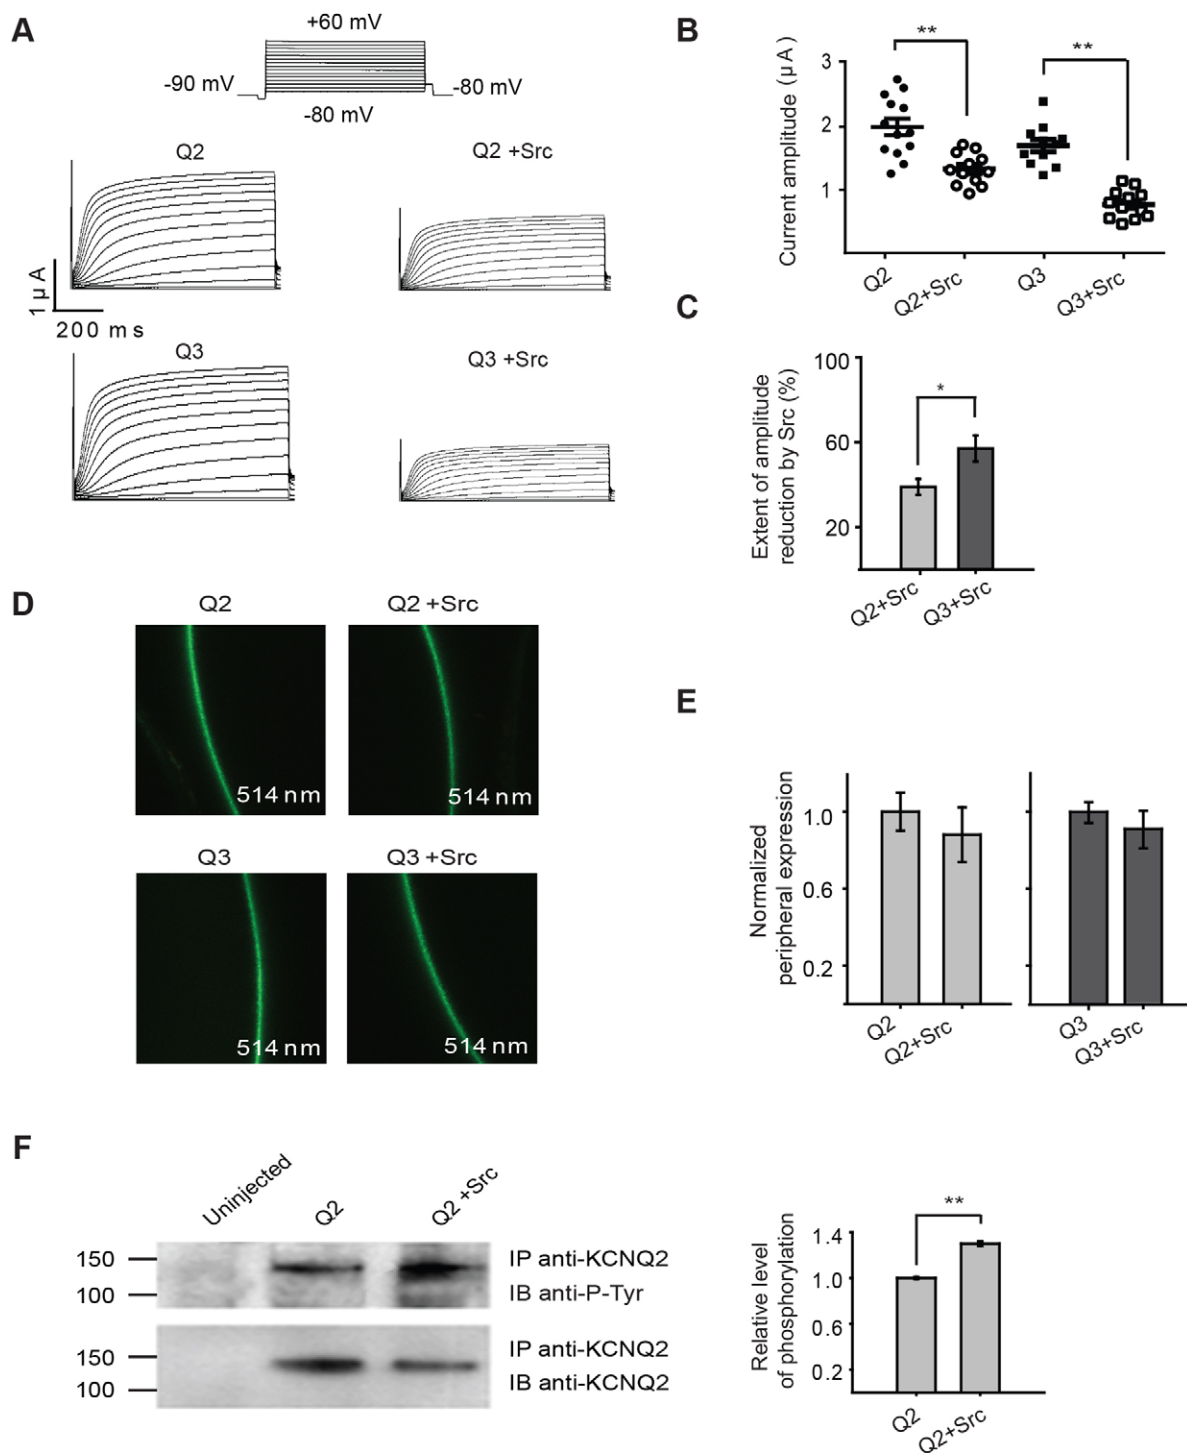 A
+60 mV
-90 mV
-80 mV
-80 mV
Q2
Q2 +Src
1 µA
200 ms
Q3
Q3 +Src
B
Current amplitude (µA)
3
2
1
**
**
Q2
Q2+Src
Q3
Q3+Src
C
Extent of amplitude
reduction by Src (%)
100
60
20
*
Q2+Src
Q3+Src
D
Q2
Q2 +Src
514 nm
514 nm
Q3
Q3 +Src
514 nm
514 nm
E
Normalized
peripheral expression
1.0
0.6
0.2
Q2
Q2+Src
Q3
Q3+Src
F
Uninjected
Q2
Q2 +Src
150
100
IP anti-KCNQ2
IB anti-P-Tyr
150
100
IP anti-KCNQ2
IB anti-KCNQ2
Relative level
of phosphorylation
1.4
1.0
0.6
0.2
**
Q2
Q2+Src